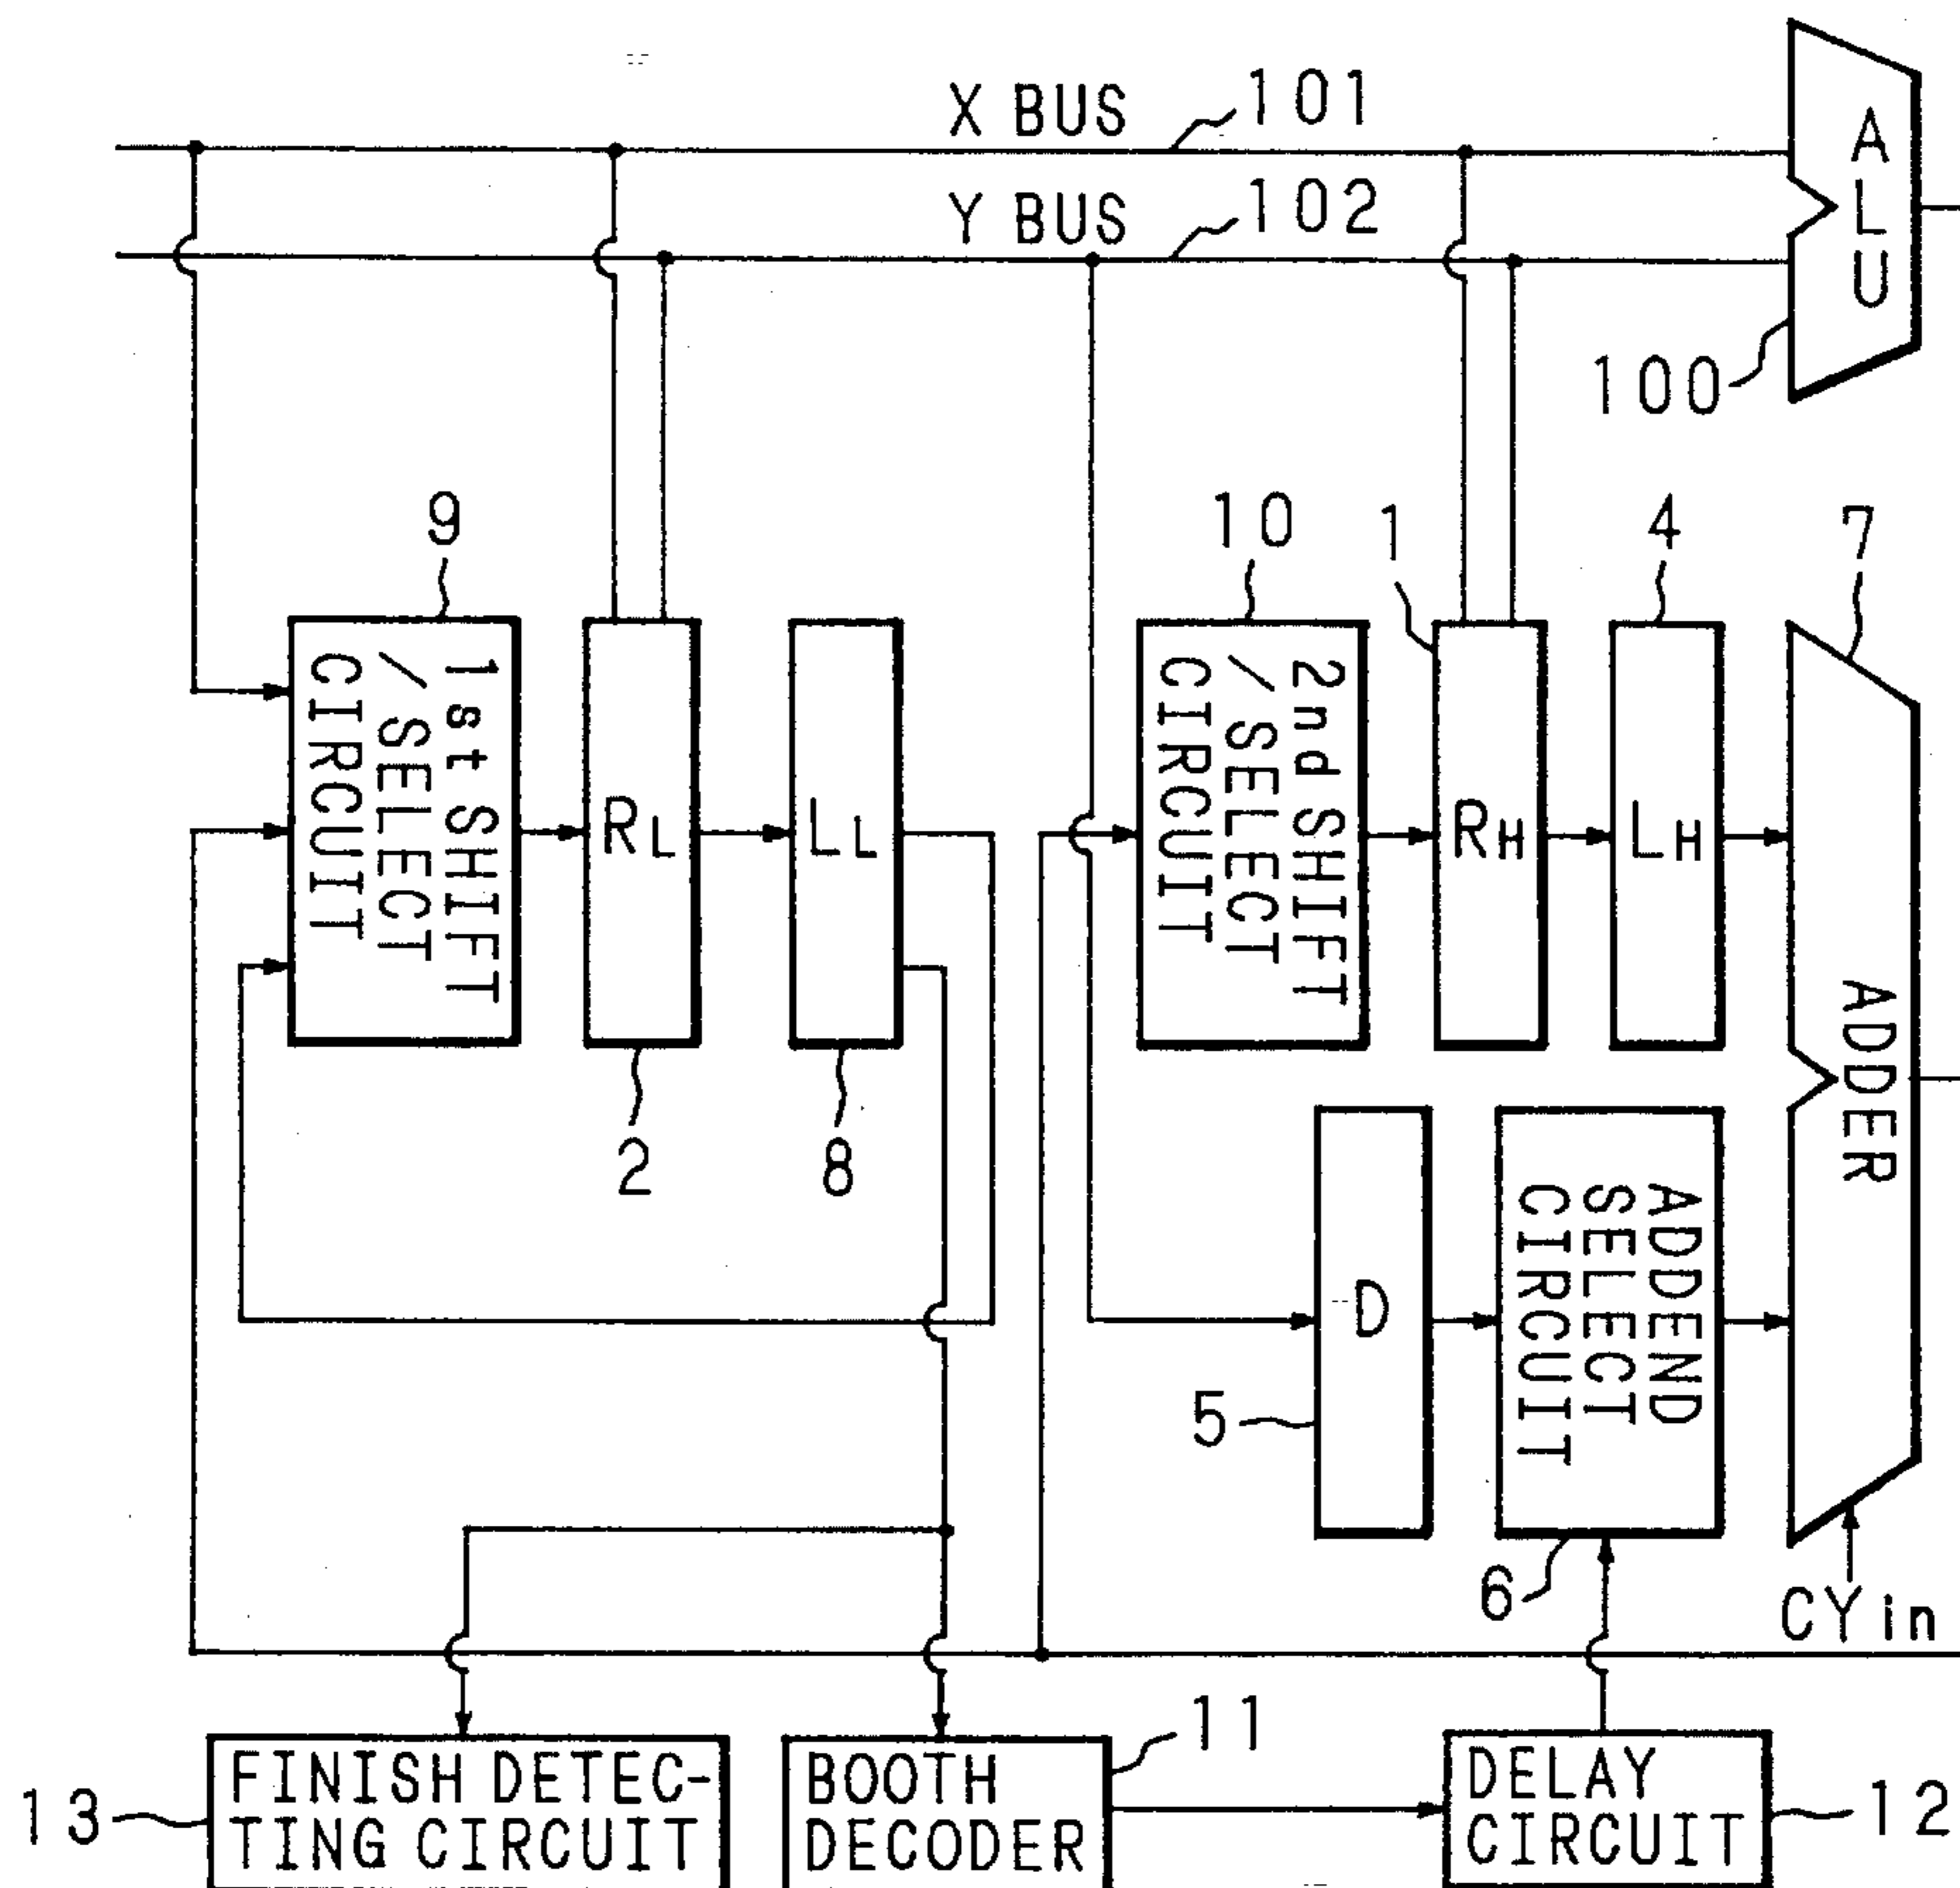 X BUS
101
Y BUS
102
ALU
100
9
10
1
4
7
1st SHIFT
/SELECT
CIRCUIT
RL
LL
2nd SHIFT
/SELECT
CIRCUIT
RH
LH
ADDER
2
8
D
ADDEND
SELECT
CIRCUIT
5
6
CYin
11
13
FINISH DETEC-
TING CIRCUIT
BOOTH
DECODER
DELAY
CIRCUIT
12